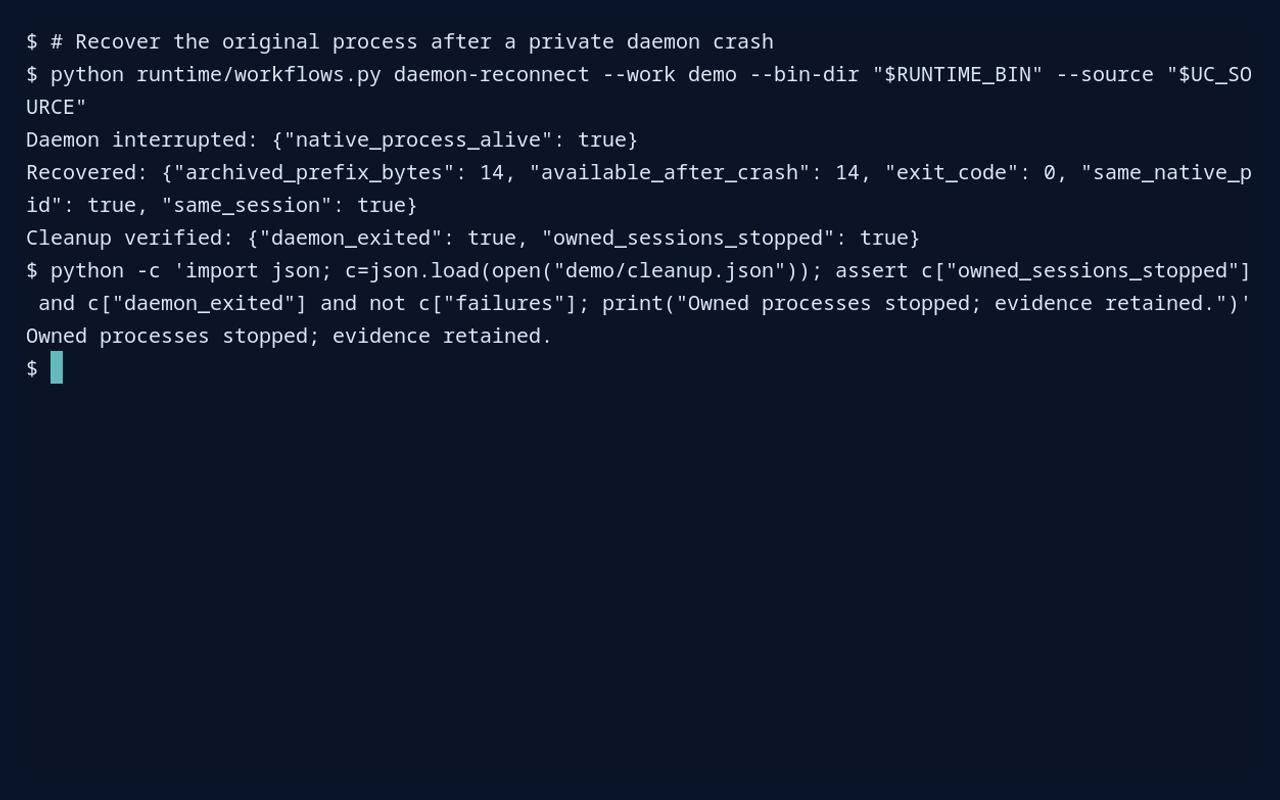 $ # Recover the original process after a private daemon crash
$ python runtime/workflows.py daemon-reconnect --work demo --bin-dir "$RUNTIME_BIN" --source "$UC_SO
URCE"
Daemon interrupted: {"native_process_alive": true}
Recovered: {"archived_prefix_bytes": 14, "available_after_crash": 14, "exit_code": 0, "same_native_p
id": true, "same_session": true}
Cleanup verified: {"daemon_exited": true, "owned_sessions_stopped": true}
$ python -c 'import json; c=json.load(open("demo/cleanup.json")); assert c["owned_sessions_stopped"]
 and c["daemon_exited"] and not c["failures"]; print("Owned processes stopped; evidence retained.")'
Owned processes stopped; evidence retained.
$